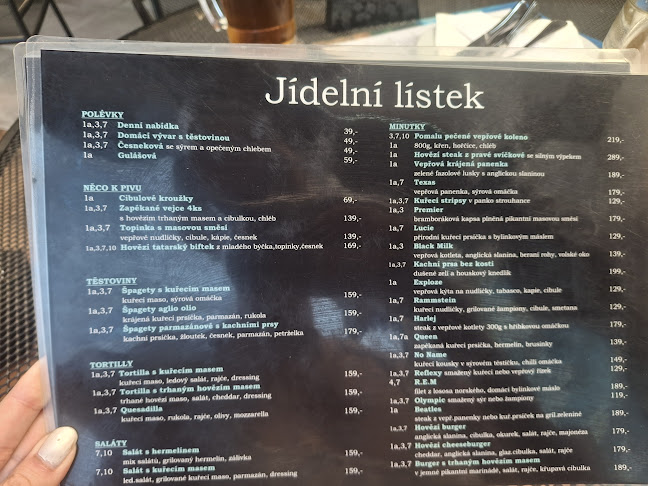 Jídelní lístek
POLÉVKY
1a,3,7 Denní nabídka 39,-
1a,3,7 Domácí vývar s těstovinou 49,-
1a,3,7 Česneková se sýrem a opečeným chlebem 49,-
1a Gulášová 59,-
NĚCO K PIVU
1a Cibulové kroužky 69,-
1a,3,7 Zapékané vejce 4ks
s hovězím trhaným masem a cibulkou, chléb 139,-
1a,3,7 Topinka s masovou směsí
vepřové nudličky, cibule, kápie, česnek 139,-
1a,3,7,10 Hovězí tatarský biftek z mladého býčka,topinky,česnek 169,-
TĚSTOVINY
1a,3,7 Špagety s kuřecím masem
kuřecí maso, sýrová omáčka 159,-
1a,3,7 Špagety aglio olio
krájená kuřecí prsíčka, parmazán, rukola 159,-
1a,3,7 Špagety parmazánové s kachními prsy
kachní prsíčka, žloutek, česnek, parmazán, petrželka 179,-
TORTILLY
1a,3,7 Tortilla s kuřecím masem
kuřecí maso, ledový salát, rajče, dressing 159,-
1a,3,7 Tortilla s trhaným hovězím masem
trhané hovězí maso, salát, cheddar, dressing 159,-
1a,3,7 Quesadilla
kuřecí maso, rukola, rajče, olivy, mozzarella 159,-
SALÁTY
7,10 Salát s hermelínem
mix salátů, grilovaný hermelín, zálivka 159,-
7,10 Salát s kuřecím masem
led.salát, grilované kuřecí maso, parmazán, dressing 159,-
MINUTKY
3,7,10 Pomalu pečené vepřové koleno
1a 800g, křen, hořčice, chléb 219,-
1a Hovězí steak z pravé svíčkové se silným výpekem 289,-
1a Vepřová krájená panenka
zelené fazolové lusky s anglickou slaninou 189,-
1a,7 Texas
vepřová panenka, sýrová omáčka 179,-
1a,3,7 Kuřecí stripsy v panko strouhance 129,-
1a,3 Premier
bramboráková kapsa plněná pikantní masovou směsí 179,-
1a,7 Lucie
přírodní kuřecí prsíčka s bylinkovým máslem 129,-
1a,3 Black Milk
vepřová kotleta, anglická slanina, beraní rohy, volské oko 139,-
1a,3,7 Kachní prsa bez kosti
dušené zelí a houskový knedlík 199,-
1a Exploze
vepřová kýta na nudličky, tabasco, kapie, cibule 129,-
1a,7 Rammstein
kuřecí nudličky, grilované žampiony, cibule, smetana 129,-
1a,7 Harlej
steak z vepřové kotlety 300g s hříbkovou omáčkou 179,-
1a,7a Queen
zapékaná kuřecí prsíčka, hermelín, brusinky 139,-
1a,3,7 No Name
kuřecí kousky v sýrovém těstíčku, chilli omáčka 149,-
1a,3,7 Reflexy smažený kuřecí nebo vepřový řízek 129,-
4,7 R.E.M
filet z lososa norského, domácí bylinkové máslo 189,-
1a,3,7 Olympic smažený sýr nebo žampiony 119,-
1a Beatles
steak z vepř.panenky nebo kuř.prsíček na gril.zelenině 189,-
1a,3,7 Hovězí burger
anglická slanina, cibulka, okurek, salát, rajče, majonéza 179,-
1a,3,7 Hovězí cheeseburger
cheddar, anglická slanina, glaz.cibulka, salát, rajče 179,-
1a,3,7 Burger s trhaným hovězím masem
v jemné pikantní marinádě, salát, rajče, křupavá cibulka 189,-